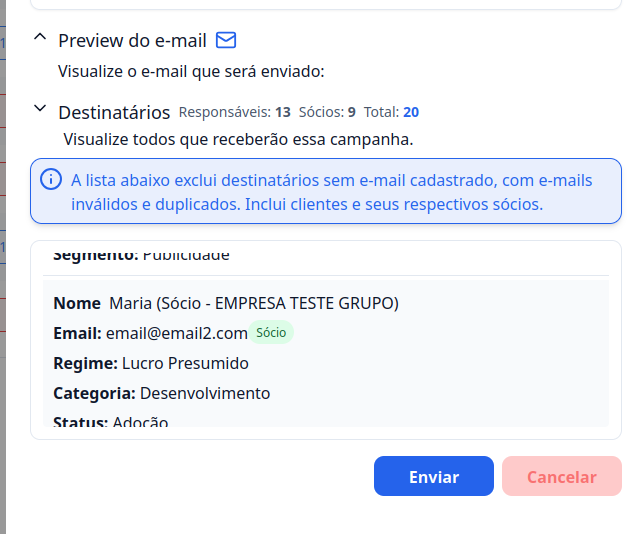 Preview do e-mail
Visualize o e-mail que será enviado:
Destinatários Responsáveis: 13 Sócios: 9 Total: 20
Visualize todos que receberão essa campanha.
A lista abaixo exclui destinatários sem e-mail cadastrado, com e-mails
inválidos e duplicados. Inclui clientes e seus respectivos sócios.
Segmento: Publicidade
Nome Maria (Sócio - EMPRESA TESTE GRUPO)
Email: email@email2.com Sócio
Regime: Lucro Presumido
Categoria: Desenvolvimento
Status: Adoção
Enviar Cancelar